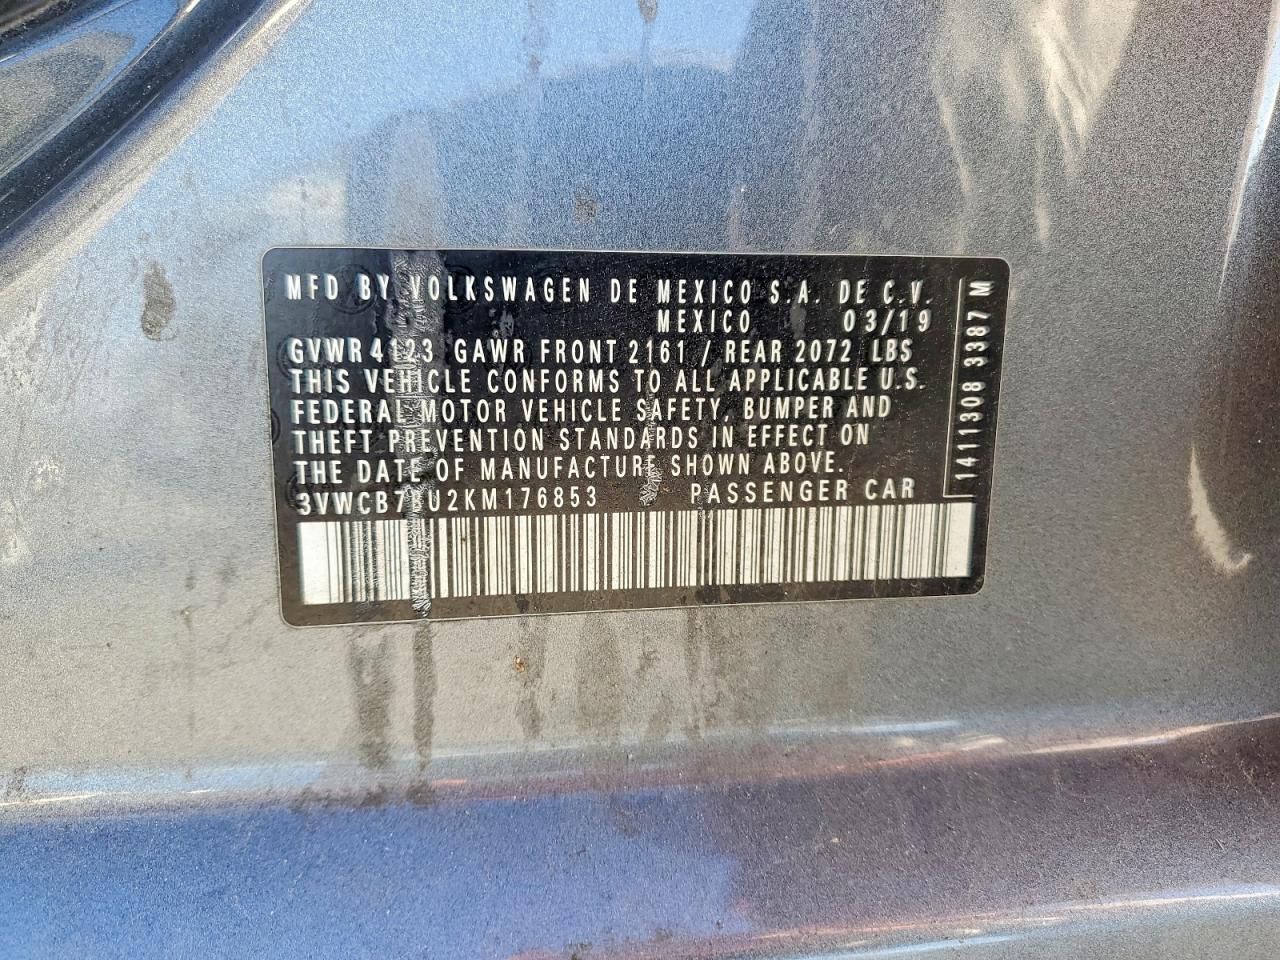 MFD BY VOLKSWAGEN DE MEXICO S.A. DE C.V.
MEXICO 03/19
GVWR 4123 GAWR FRONT 2161 / REAR 2072 LBS
THIS VEHICLE CONFORMS TO ALL APPLICABLE U.S.
FEDERAL MOTOR VEHICLE SAFETY, BUMPER AND
THEFT PREVENTION STANDARDS IN EFFECT ON
THE DATE OF MANUFACTURE SHOWN ABOVE.
3VWCB7BU2KM176853 PASSENGER CAR
1411308 3387 M